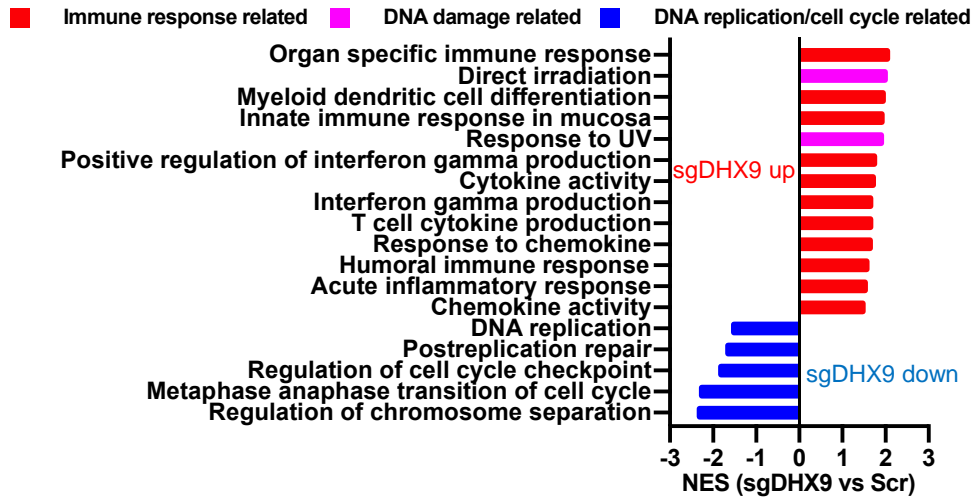 Immune response related DNA damage related DNA replication/cell cycle related
Organ specific immune response
Direct irradiation
Myeloid dendritic cell differentiation
Innate immune response in mucosa
Response to UV
Positive regulation of interferon gamma production
sgDHX9 up
Cytokine activity
Interferon gamma production
T cell cytokine production
Response to chemokine
Humoral immune response
Acute inflammatory response
Chemokine activity
DNA replication
Postreplication repair
Regulation of cell cycle checkpoint
sgDHX9 down
Metaphase anaphase transition of cell cycle
Regulation of chromosome separation
-3 -2 -1 0 1 2 3
NES (sgDHX9 vs Scr)